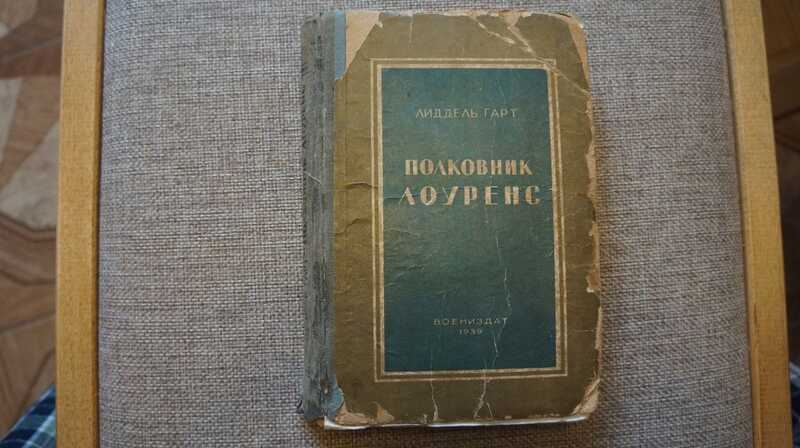 ЛИДДЕЛЬ ГАРТ
ПОЛКОВНИК
ЛОУРЕНС
ВОЕНИЗДАТ
1939